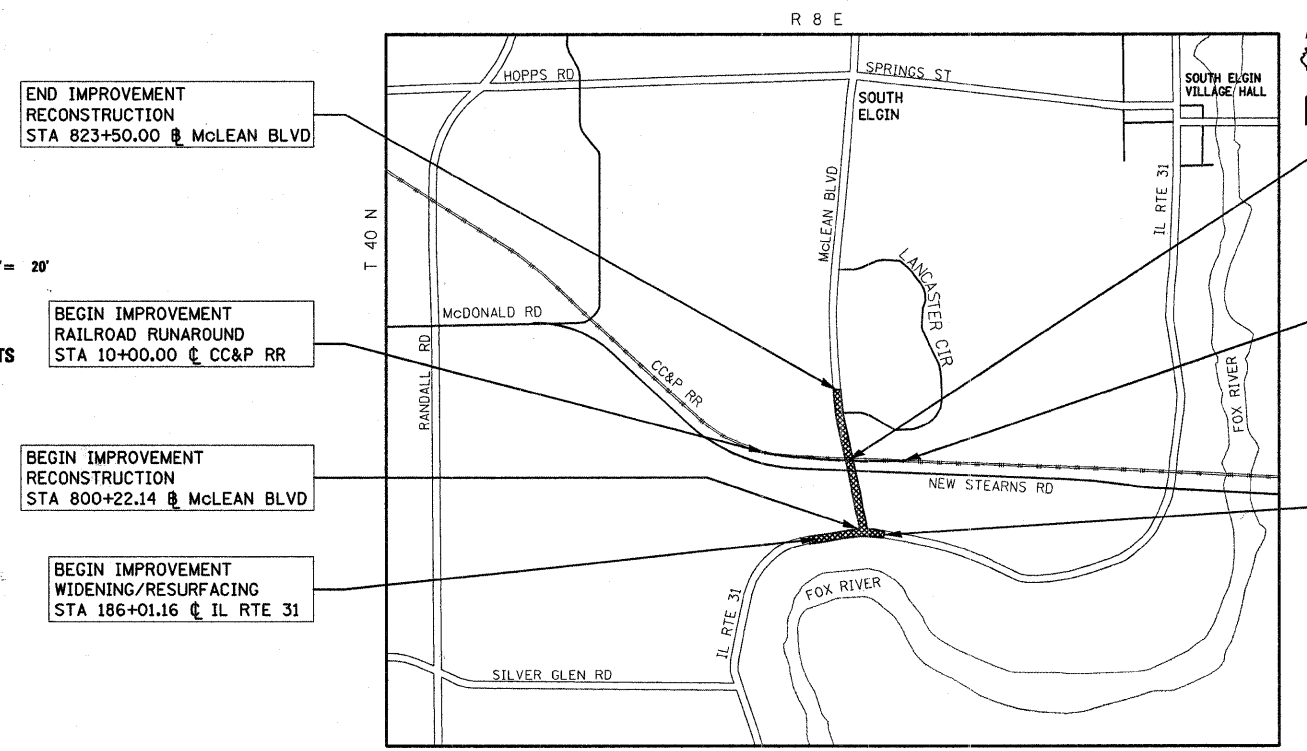 R 8 E
END IMPROVEMENT
RECONSTRUCTION
STA 823+50.00 ℄ McLEAN BLVD
HOPPS RD
SPRINGS ST
SOUTH
ELGIN
SOUTH ELGIN
VILLAGE HALL
T 40 N
McLEAN BLVD
IL RTE 31
LANCASTER CIR
= 20'
BEGIN IMPROVEMENT
RAILROAD RUNAROUND
STA 10+00.00 ℄ CC&P RR
McDONALD RD
TS
RANDALL RD
CC&P RR
FOX RIVER
BEGIN IMPROVEMENT
RECONSTRUCTION
STA 800+22.14 ℄ McLEAN BLVD
NEW STEARNS RD
BEGIN IMPROVEMENT
WIDENING/RESURFACING
STA 186+01.16 ℄ IL RTE 31
FOX RIVER
IL RTE 31
SILVER GLEN RD